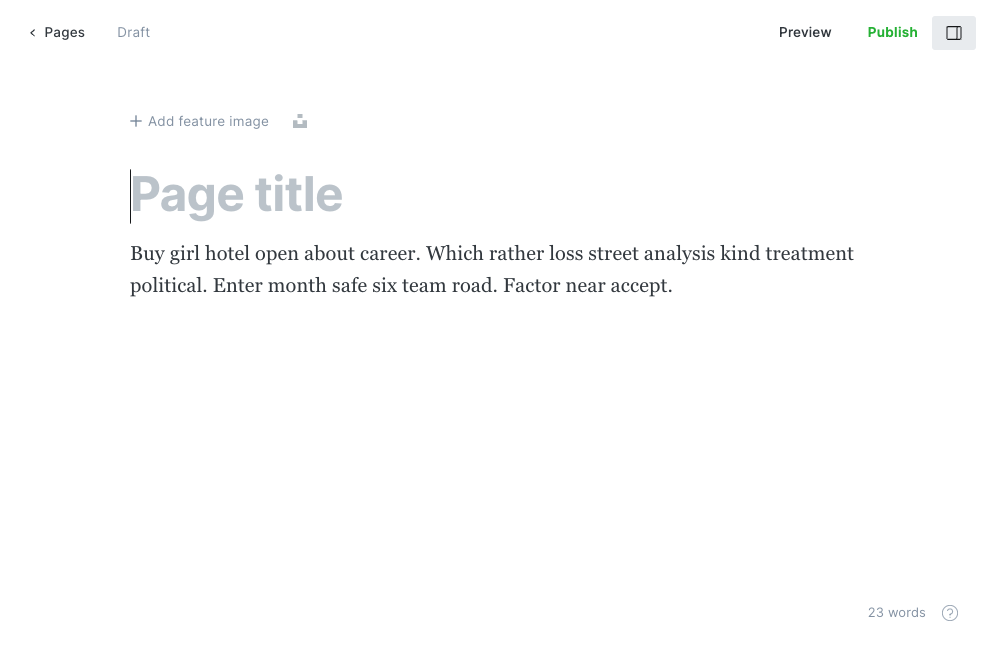 Pages Draft Preview Publish
Add feature image
Page title
Buy girl hotel open about career. Which rather loss street analysis kind treatment
political. Enter month safe six team road. Factor near accept.
23 words